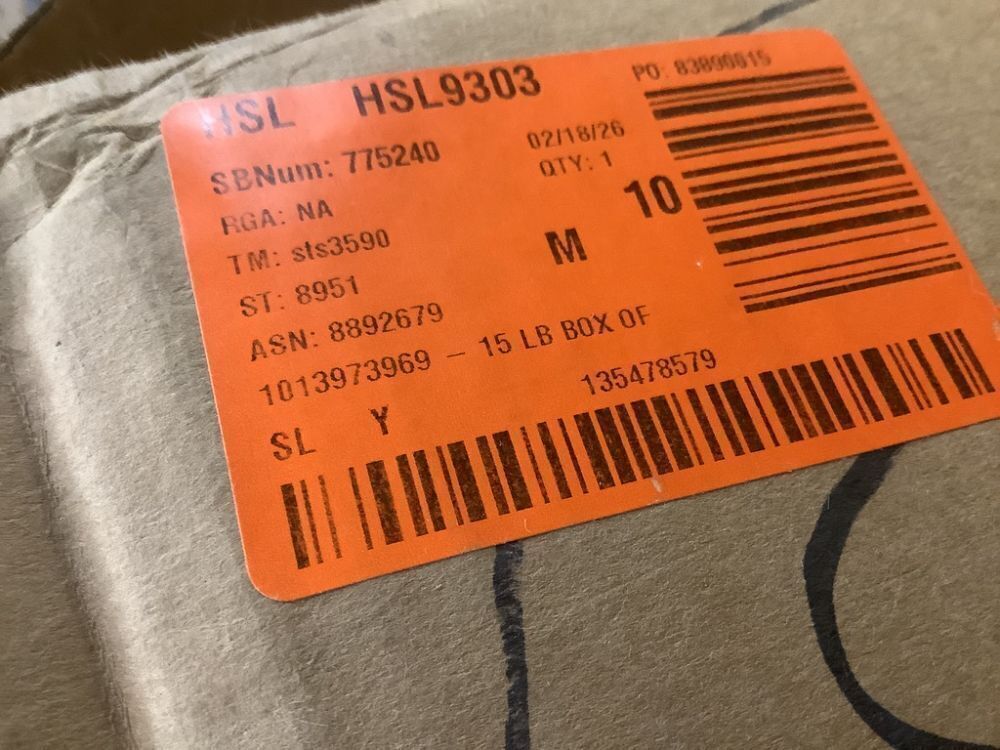 HSL HSL9303 PO: 83890015
SBNum: 775240 02/18/26
RGA: NA QTY: 1
TM: sts3590 M 10
ST: 8951
ASN: 8892679
1013973969 - 15 LB BOX OF
SL Y 135478579